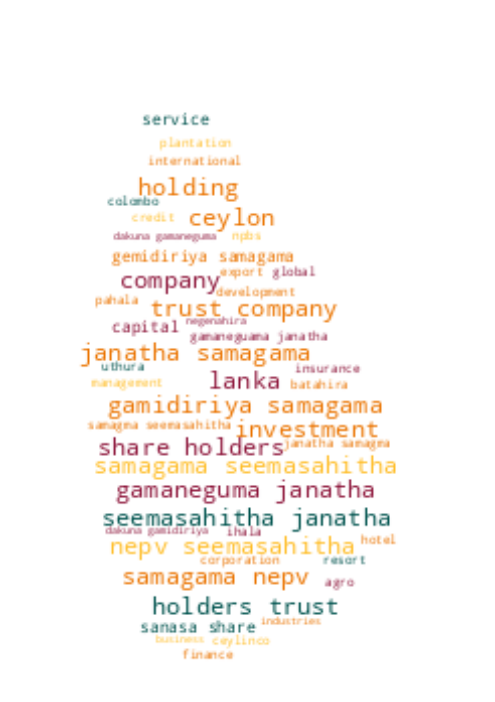 service
plantation
international
holding
colombo
credit ceylon
dakuna gamaneguma npbs
gemidiriya samagama
company export global
development
pahala trust company
capital negenahira
gamaneguama janatha
janatha samagama
uthura insurance
management lanka batahira
gamidiriya samagama
samagma seemasahitha investment
share holders janatha samagma
samagama seemasahitha
gamaneguma janatha
seemasahitha janatha
dakuna gamidiriya ihala
nepv seemasahitha hotel
corporation resort
samagama nepv agro
holders trust
sanasa share industries
business ceylinco
finance